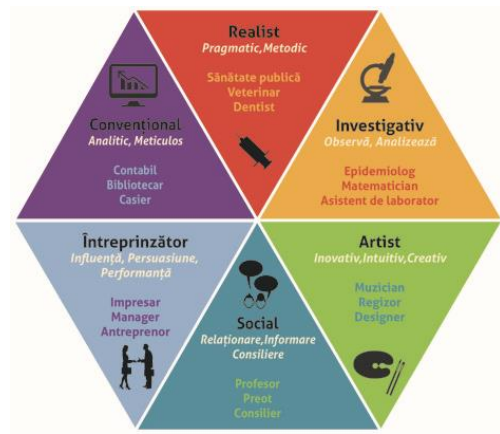 Realist
Pragmatic,Metodic
Sănătate publică
Veterinar
Dentist
Convențional
Analitic, Meticulos
Contabil
Bibliotecar
Casier
Investigativ
Observă, Analizează
Epidemiolog
Matematician
Asistent de laborator
Întreprinzător
Influență, Persuasiune,
Performanță
Impresar
Manager
Antreprenor
Social
Relaționare,Informare
Consiliere
Profesor
Preot
Consilier
Artist
Inovativ,Intuitiv,Creativ
Muzician
Regizor
Designer